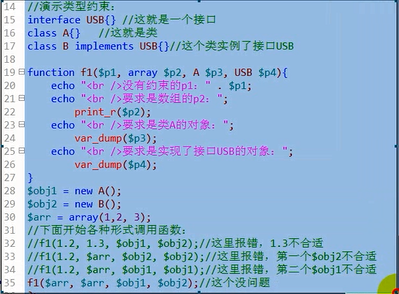 14 //演示类型约束：
15 interface USB{} //这就是一个接口
16 class A{} //这就是类
17 class B implements USB{}//这个类实例了接口USB
18
19 function f1($p1, array $p2, A $p3, USB $p4){
20 echo "<br />没有约束的p1：" . $p1;
21 echo "<br />要求是数组的p2：";
22 print_r($p2);
23 echo "<br />要求是类A的对象：";
24 var_dump($p3);
25 echo "<br />要求是实现了接口USB的对象：";
26 var_dump($p4);
27 }
28 $obj1 = new A();
29 $obj2 = new B();
30 $arr = array(1,2, 3);
31 //下面开始各种形式调用函数：
32 //f1(1.2, 1.3, $obj1, $obj2);//这里报错，1.3不合适
33 //f1(1.2, $arr, $obj2, $obj2);//这里报错，第一个$obj2不合适
34 //f1(1.2, $arr, $obj1, $obj1);//这里报错，第二个$obj1不合适
35 f1($arr, $arr, $obj1, $obj2);//这个没问题